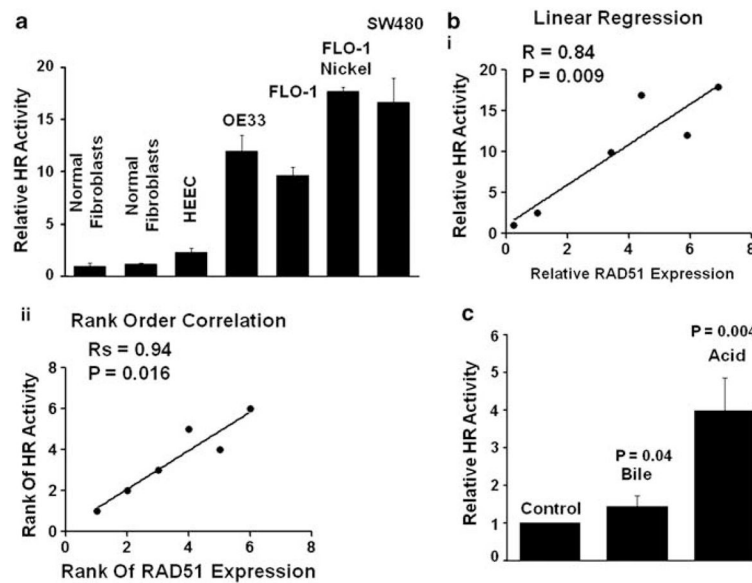 a
Relative HR Activity
20
15
10
5
0
Normal
Fibroblasts
Normal
Fibroblasts
HEEC
OE33
FLO-1
FLO-1
Nickel
SW480
b
Linear Regression
i
R = 0.84
P = 0.009
Relative HR Activity
20
15
10
5
0
0
2
4
6
8
Relative RAD51 Expression
ii
Rank Order Correlation
Rs = 0.94
P = 0.016
Rank Of HR Activity
8
6
4
2
0
0
2
4
6
8
Rank Of RAD51 Expression
c
Relative HR Activity
6
5
4
3
2
1
0
Control
P = 0.04
Bile
P = 0.004
Acid